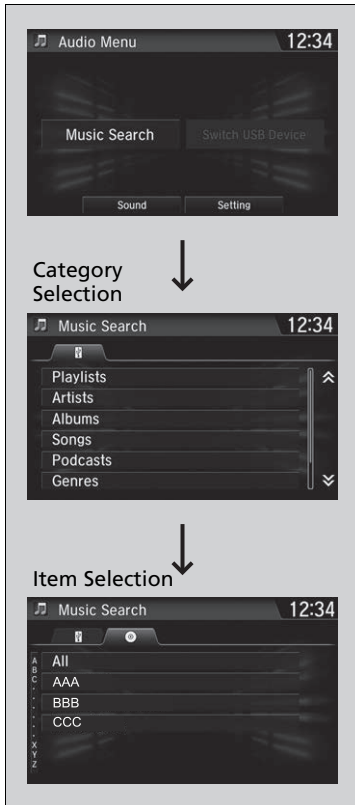 Audio Menu 12:34
Music Search Switch USB Device
Sound Setting
Category
Selection
Music Search 12:34
Playlists
Artists
Albums
Songs
Podcasts
Genres
Item Selection
Music Search 12:34
A
B
C
.
.
.
.
.
.
X
Y
Z
All
AAA
BBB
CCC